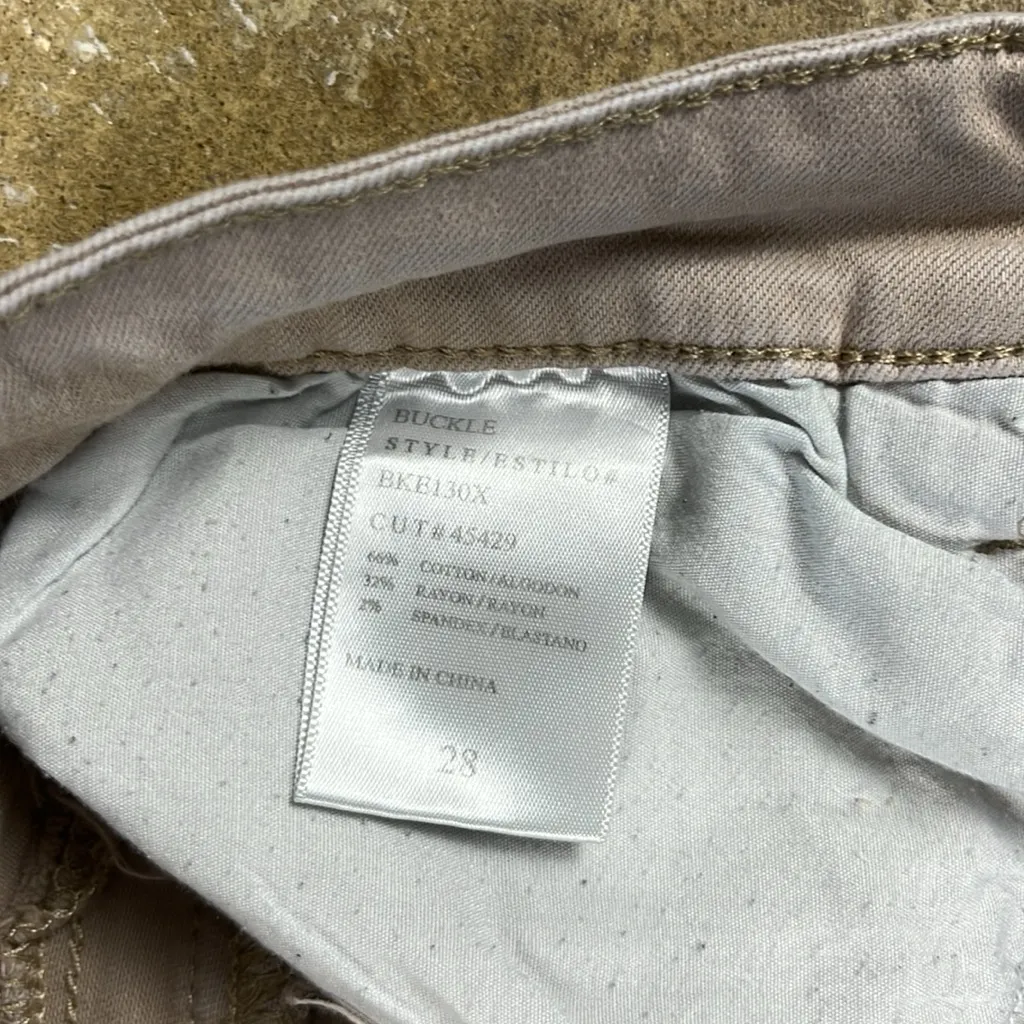 BUCKLE
STYLE/ESTILO#
BKE130X
CUT# 45429
66% COTTON/ALGODON
32% RAYON/RAYON
2% SPANDEX/ELASTANO
MADE IN CHINA
28